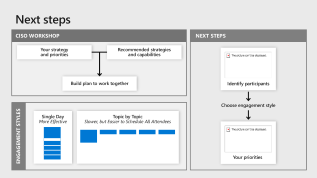 Next steps
CISO WORKSHOP
Your strategy
and priorities
Recommended strategies
and capabilities
Build plan to work together
ENGAGEMENT STYLES
Single Day
More Effective
Topic by Topic
Slower, but Easier to Schedule All Attendees
NEXT STEPS
Identify participants
Choose engagement style
Your priorities